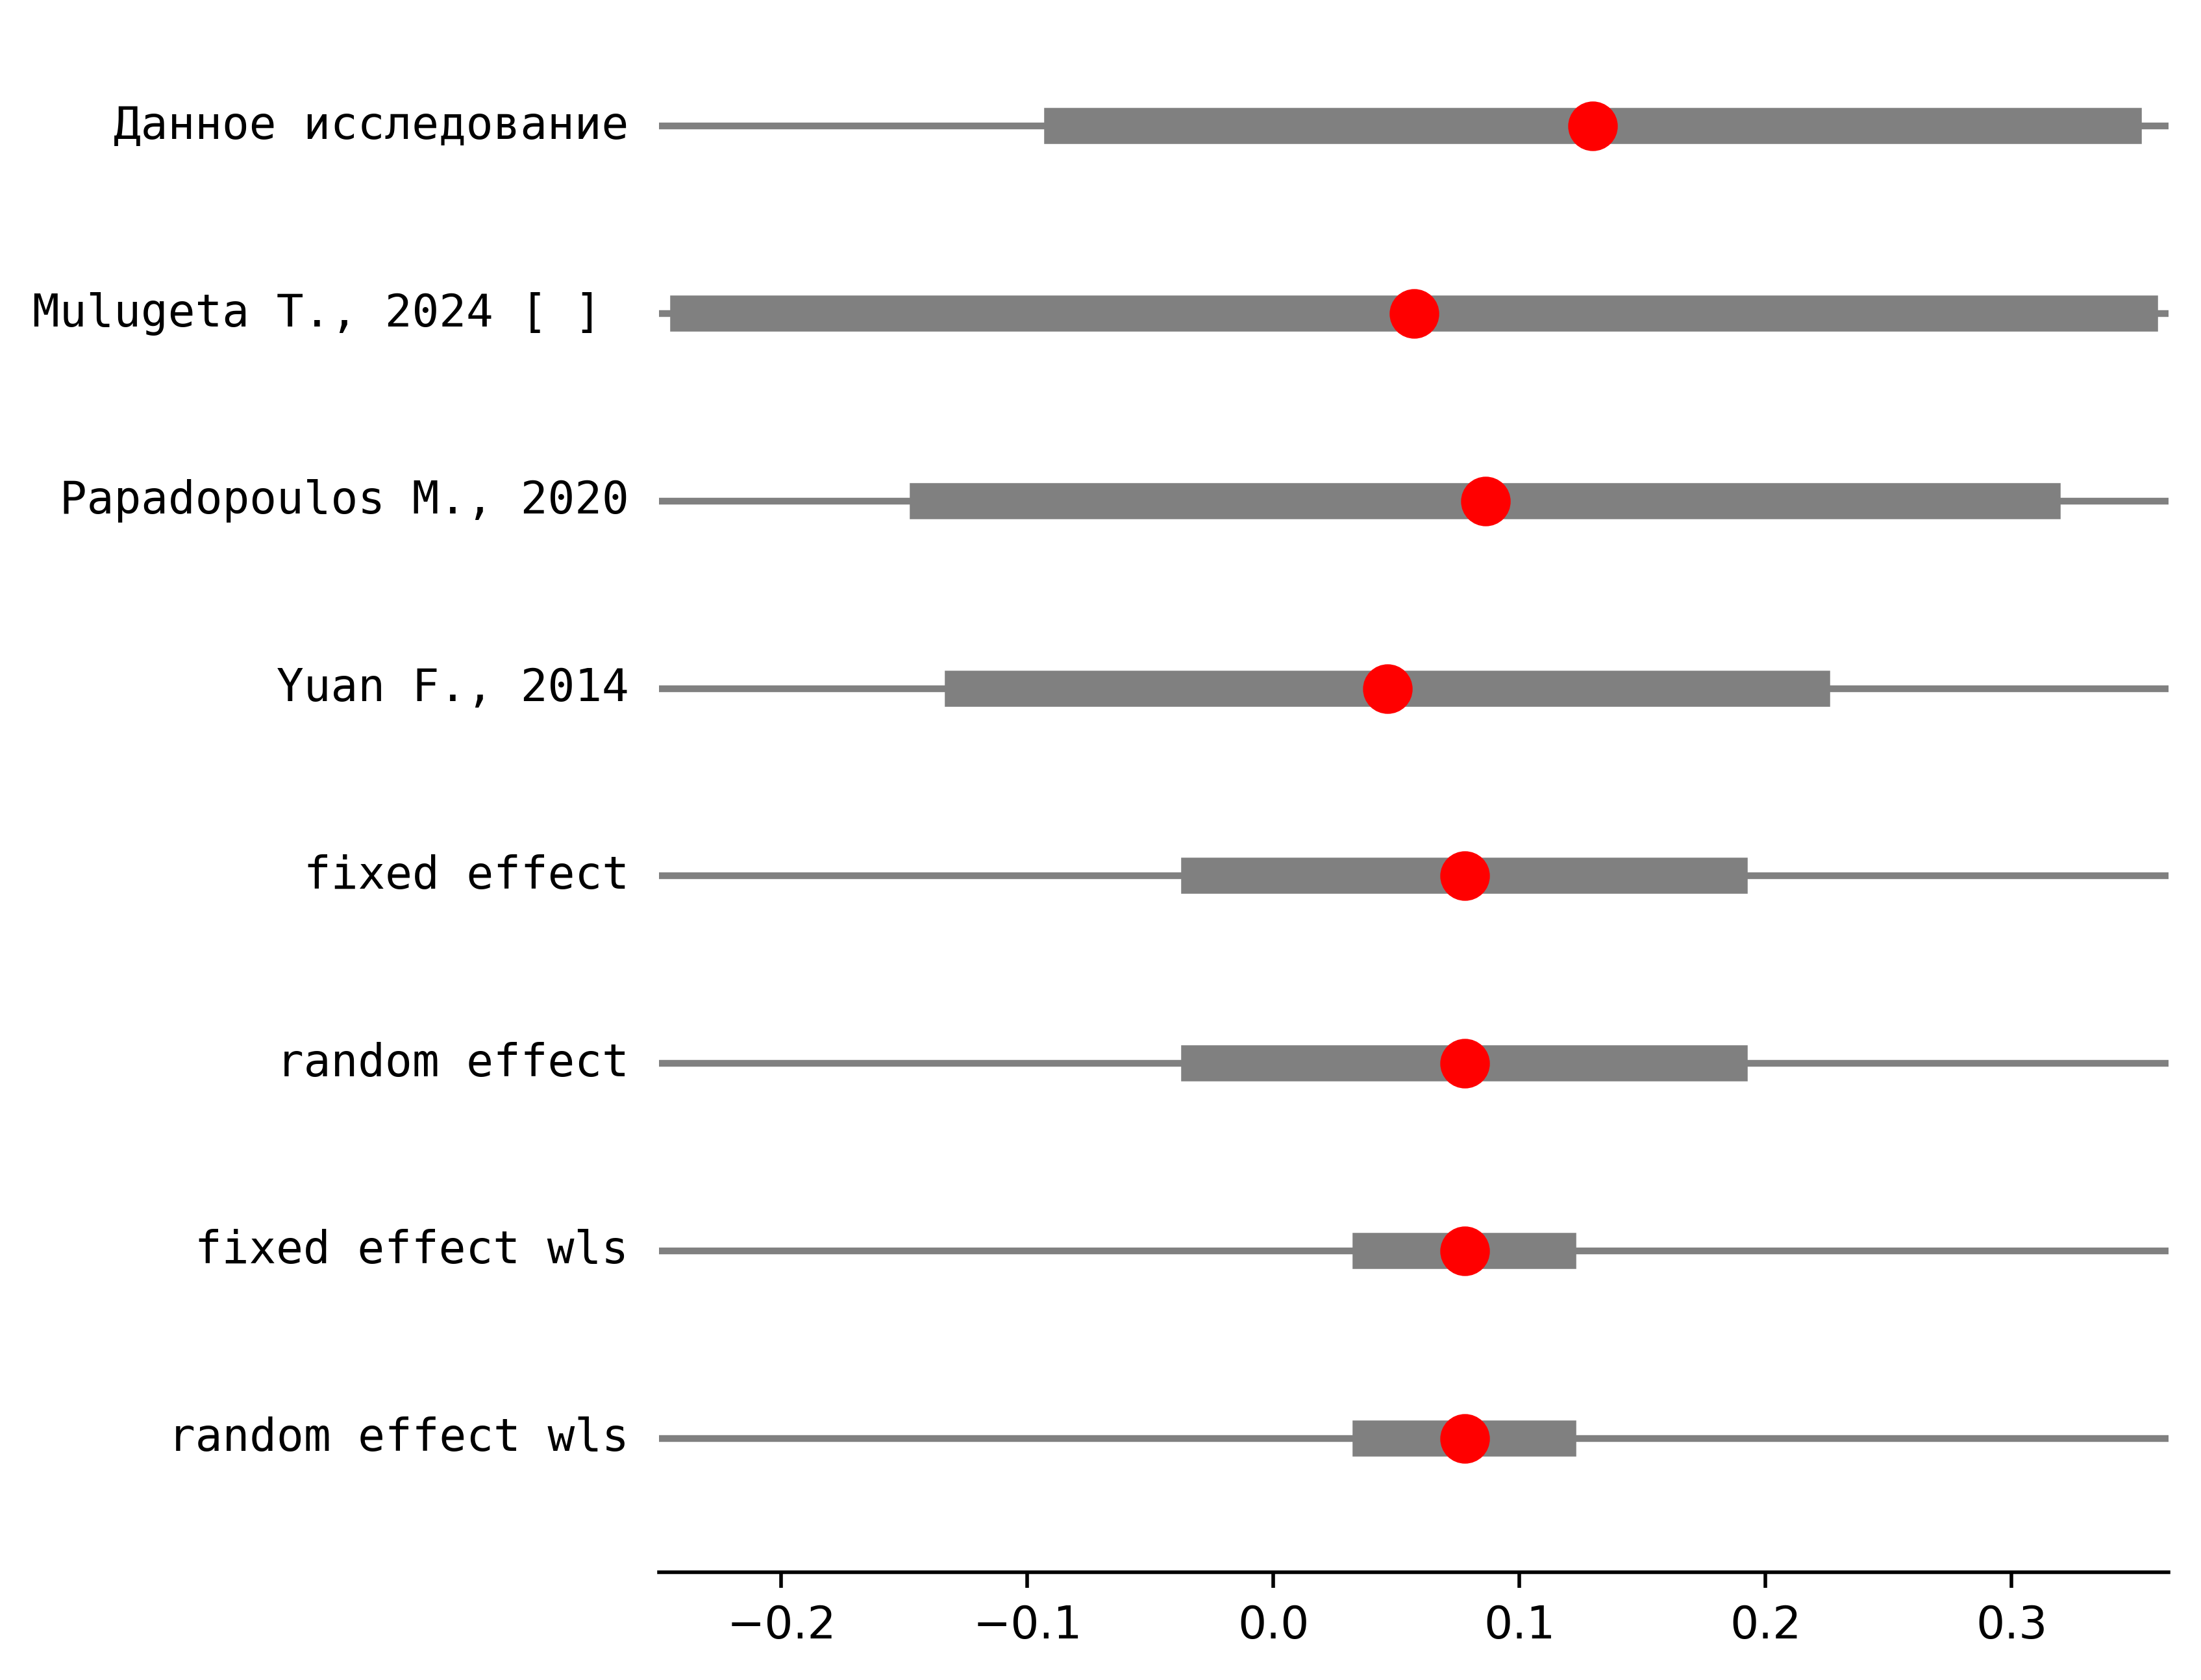 Данное исследование
Mulugeta T., 2024 [ ]
Papadopoulos M., 2020
Yuan F., 2014
fixed effect
random effect
fixed effect wls
random effect wls
−0.2 −0.1 0.0 0.1 0.2 0.3